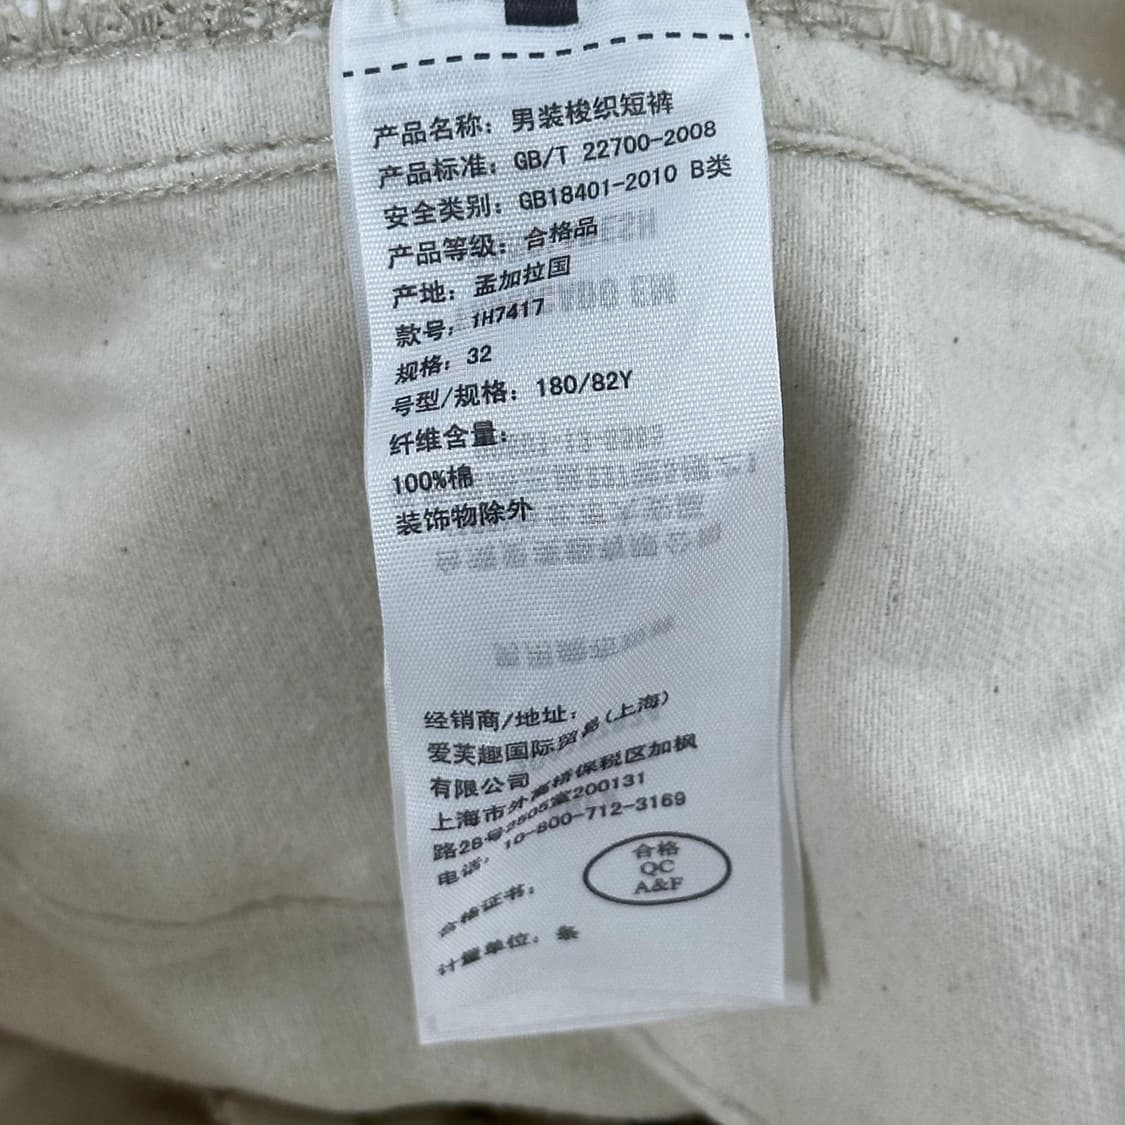 产品名称：男装梭织短裤
产品标准：GB/T 22700-2008
安全类别：GB18401-2010 B类
产品等级：合格品
产地：孟加拉国
款号：1H7417
规格：32
号型/规格：180/82Y
纤维含量：
100%棉
装饰物除外
经销商/地址：
爱芙趣国际贸易(上海)
有限公司
上海市外高桥保税区加枫
路28号2505室200131
电话：10-800-712-3169
合格证书：
合格
QC
A&F
计量单位：条